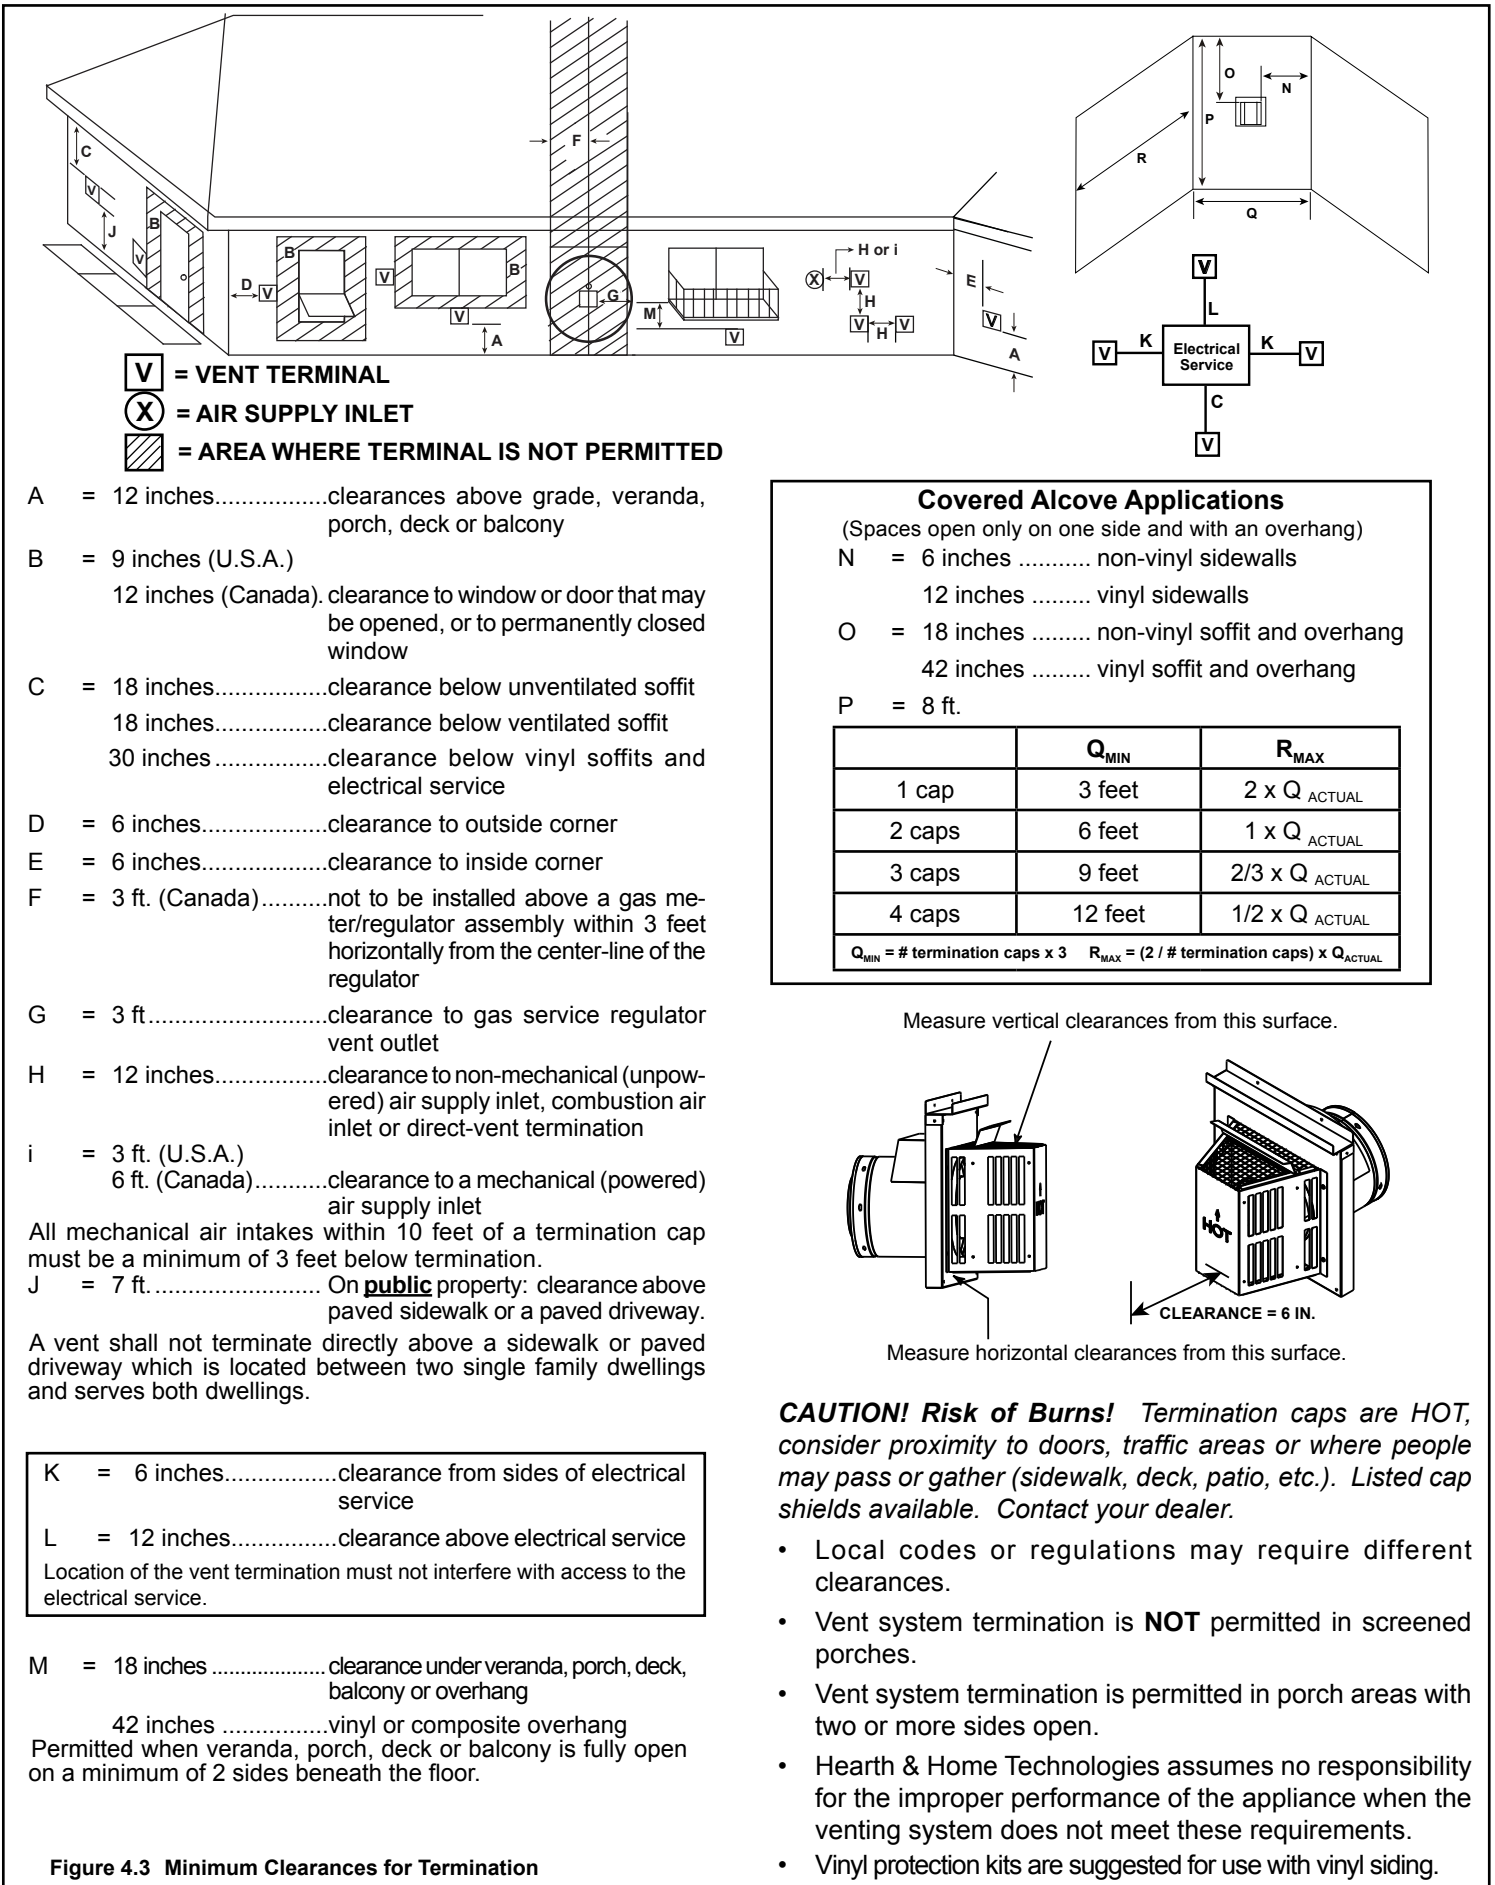 C
V
J
B
V
D
V
B
V
B
V
A
F
G
M
V
H or i
X
V
H
V
V
H
E
V
A
O
N
P
R
Q
V
L
V
K
Electrical
Service
K
V
C
V
V = VENT TERMINAL
X = AIR SUPPLY INLET
= AREA WHERE TERMINAL IS NOT PERMITTED
A = 12 inches.................clearances above grade, veranda,
porch, deck or balcony
B = 9 inches (U.S.A.)
12 inches (Canada). clearance to window or door that may
be opened, or to permanently closed
window
C = 18 inches.................clearance below unventilated soffit
18 inches.................clearance below ventilated soffit
30 inches .................clearance below vinyl soffits and
electrical service
D = 6 inches...................clearance to outside corner
E = 6 inches...................clearance to inside corner
F = 3 ft. (Canada)..........not to be installed above a gas me-
ter/regulator assembly within 3 feet
horizontally from the center-line of the
regulator
G = 3 ft ...........................clearance to gas service regulator
vent outlet
H = 12 inches.................clearance to non-mechanical (unpow-
ered) air supply inlet, combustion air
inlet or direct-vent termination
i = 3 ft. (U.S.A.)
6 ft. (Canada)...........clearance to a mechanical (powered)
air supply inlet
All mechanical air intakes within 10 feet of a termination cap
must be a minimum of 3 feet below termination.
J = 7 ft. ......................... On public property: clearance above
paved sidewalk or a paved driveway.
A vent shall not terminate directly above a sidewalk or paved
driveway which is located between two single family dwellings
and serves both dwellings.
K = 6 inches.................clearance from sides of electrical
service
L = 12 inches................clearance above electrical service
Location of the vent termination must not interfere with access to the
electrical service.
M = 18 inches ..................... clearance under veranda, porch, deck,
balcony or overhang
42 inches ................vinyl or composite overhang
Permitted when veranda, porch, deck or balcony is fully open
on a minimum of 2 sides beneath the floor.
Figure 4.3 Minimum Clearances for Termination
Covered Alcove Applications
(Spaces open only on one side and with an overhang)
N = 6 inches ........... non-vinyl sidewalls
12 inches ......... vinyl sidewalls
O = 18 inches ......... non-vinyl soffit and overhang
42 inches ......... vinyl soffit and overhang
P = 8 ft.
QMIN RMAX
1 cap 3 feet 2 x Q ACTUAL
2 caps 6 feet 1 x Q ACTUAL
3 caps 9 feet 2/3 x Q ACTUAL
4 caps 12 feet 1/2 x Q ACTUAL
QMIN = # termination caps x 3 RMAX = (2 / # termination caps) x QACTUAL
Measure vertical clearances from this surface.
HOT
CLEARANCE = 6 IN.
Measure horizontal clearances from this surface.
CAUTION! Risk of Burns! Termination caps are HOT,
consider proximity to doors, traffic areas or where people
may pass or gather (sidewalk, deck, patio, etc.). Listed cap
shields available. Contact your dealer.
• Local codes or regulations may require different
clearances.
• Vent system termination is NOT permitted in screened
porches.
• Vent system termination is permitted in porch areas with
two or more sides open.
• Hearth & Home Technologies assumes no responsibility
for the improper performance of the appliance when the
venting system does not meet these requirements.
• Vinyl protection kits are suggested for use with vinyl siding.